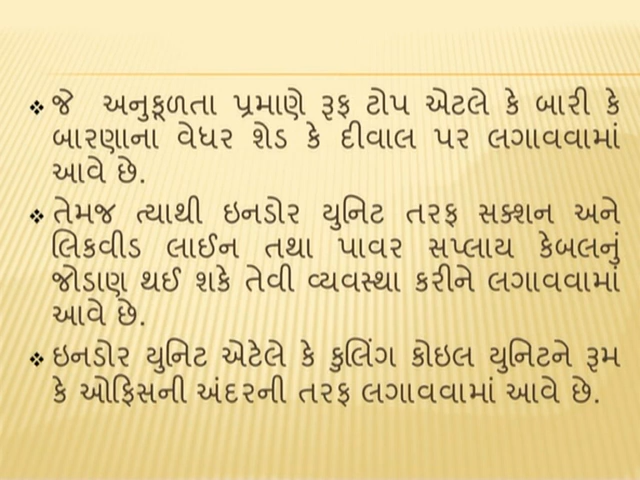 ❖ જે અનુકૂળતા પ્રમાણે રૂફ ટોપ એટલે કે બારી કે
બારણાના વેધર શેડ કે દીવાલ પર લગાવવામાં
આવે છે.
❖ તેમજ ત્યાથી ઇનડોર યુનિટ તરફ સક્શન અને
લિકવીડ લાઈન તથા પાવર સપ્લાય કેબલનું
જોડાણ થઈ શકે તેવી વ્યવસ્થા કરીને લગાવવામાં
આવે છે.
❖ ઇનડોર યુનિટ એટેલે કે કુલિંગ કોઇલ યુનિટને રૂમ
કે ઓફિસની અંદરની તરફ લગાવવામાં આવે છે.